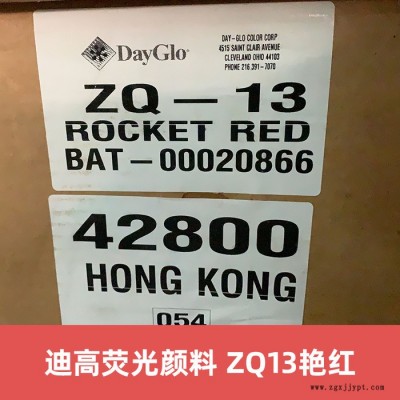 DayGlo
DAY-GLO COLOR CORP
4515 SAINT CLAIR AVENUE
CLEVELAND OHIO 44103
PHONE 216.391-7070
ZQ — 13
ROCKET RED
BAT — 00020866
42800
HONG KONG
054
迪高荧光颜料 ZQ13艳红
www.zgzjjypt.com